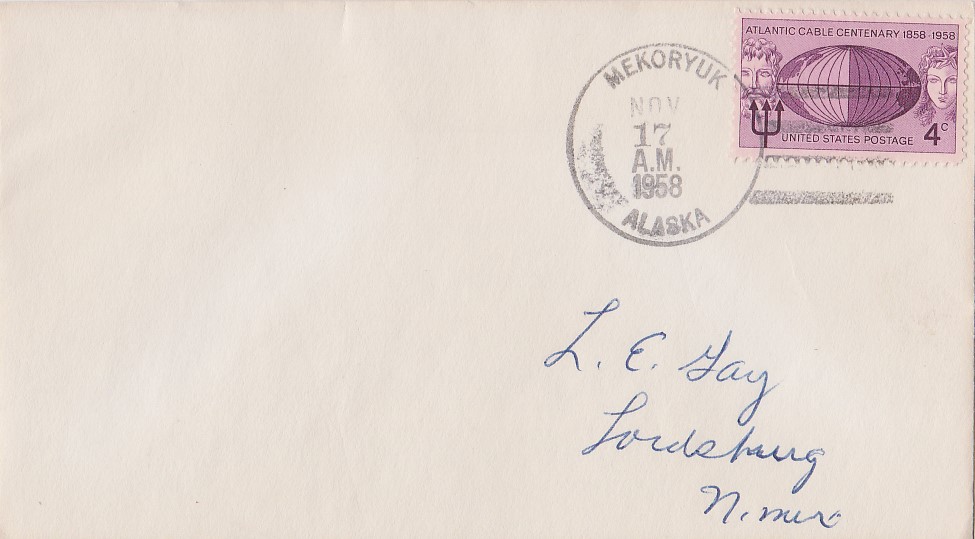 ATLANTIC CABLE CENTENARY 1858-1958
UNITED STATES POSTAGE 4c
MEKORYUK
NOV
17
A.M.
1958
ALASKA
L. E. Gay
Lordsburg
N. Mex